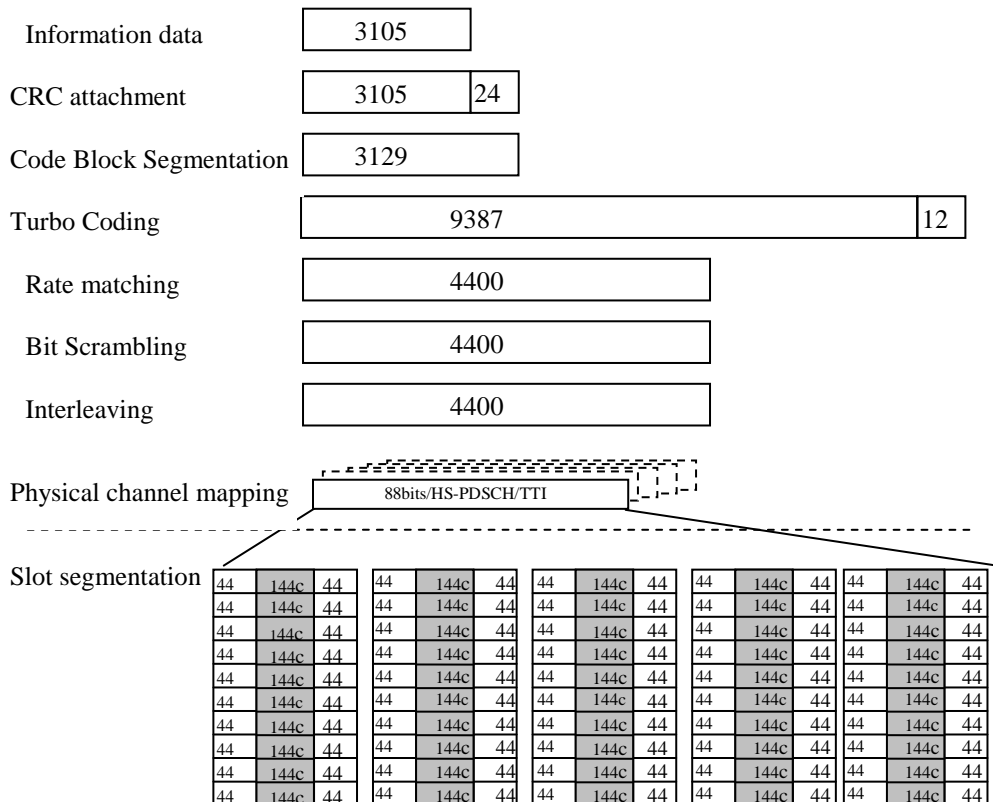 Information data 3105
CRC attachment 3105 24
Code Block Segmentation 3129
Turbo Coding 9387 12
Rate matching 4400
Bit Scrambling 4400
Interleaving 4400
Physical channel mapping 88bits/HS-PDSCH/TTI
Slot segmentation
44 144c 44 44 144c 44 44 144c 44 44 144c 44 44 144c 44
44 144c 44 44 144c 44 44 144c 44 44 144c 44 44 144c 44
44 144c 44 44 144c 44 44 144c 44 44 144c 44 44 144c 44
44 144c 44 44 144c 44 44 144c 44 44 144c 44 44 144c 44
44 144c 44 44 144c 44 44 144c 44 44 144c 44 44 144c 44
44 144c 44 44 144c 44 44 144c 44 44 144c 44 44 144c 44
44 144c 44 44 144c 44 44 144c 44 44 144c 44 44 144c 44
44 144c 44 44 144c 44 44 144c 44 44 144c 44 44 144c 44
44 144c 44 44 144c 44 44 144c 44 44 144c 44 44 144c 44
44 144c 44 44 144c 44 44 144c 44 44 144c 44 44 144c 44